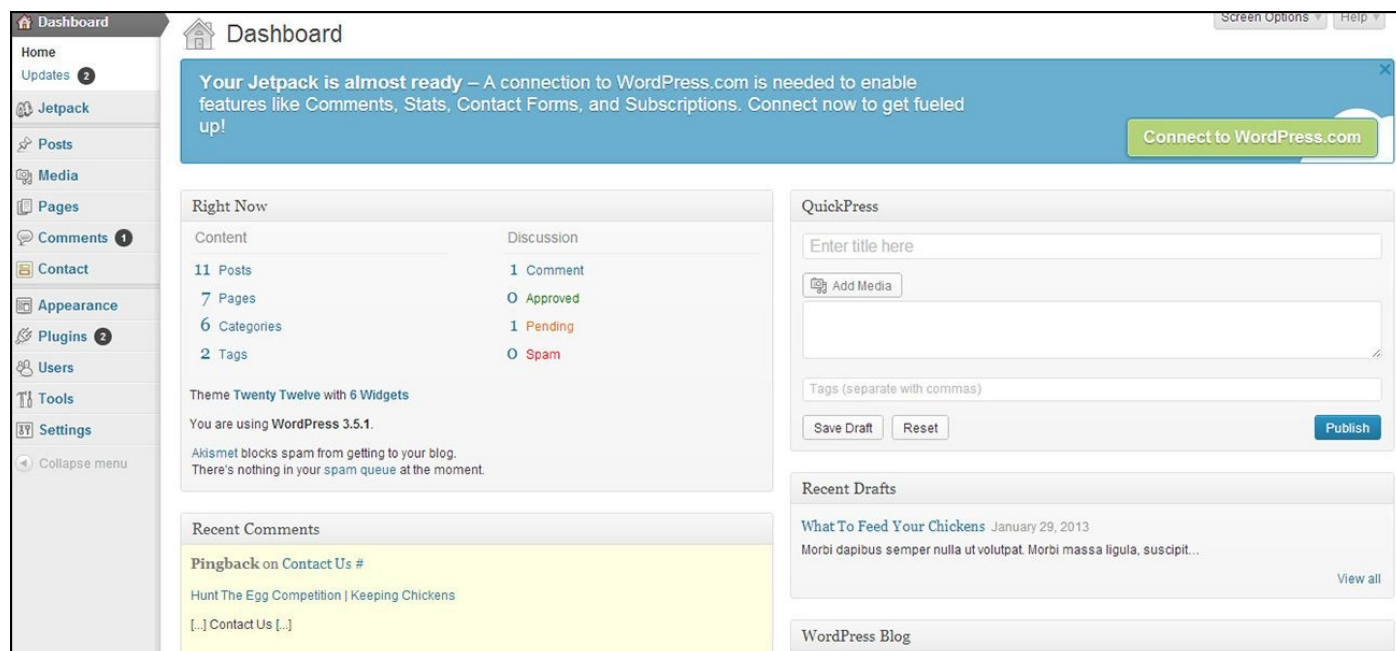 Dashboard
Home
Updates 2
Jetpack
Posts
Media
Pages
Comments 1
Contact
Appearance
Plugins 2
Users
Tools
Settings
Collapse menu
Screen Options
Help
Dashboard
Your Jetpack is almost ready – A connection to WordPress.com is needed to enable
features like Comments, Stats, Contact Forms, and Subscriptions. Connect now to get fueled
up!
Connect to WordPress.com
Right Now
Content
11 Posts
7 Pages
6 Categories
2 Tags
Discussion
1 Comment
0 Approved
1 Pending
0 Spam
Theme Twenty Twelve with 6 Widgets
You are using WordPress 3.5.1.
Akismet blocks spam from getting to your blog.
There's nothing in your spam queue at the moment.
Recent Comments
Pingback on Contact Us #
Hunt The Egg Competition | Keeping Chickens
[...] Contact Us [...]
QuickPress
Enter title here
Add Media
Tags (separate with commas)
Save Draft
Reset
Publish
Recent Drafts
What To Feed Your Chickens January 29, 2013
Morbi dapibus semper nulla ut volutpat. Morbi massa ligula, suscipit...
View all
WordPress Blog